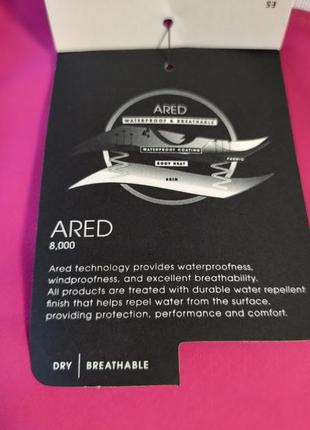 £5
ARED
WATERPROOF & BREATHABLE
WATERPROOF COATING
FABRIC
BODY HEAT
SKIN
ARED
8,000
Ared technology provides waterproofness,
windproofness, and excellent breathability.
All products are treated with durable water repellent
finish that helps repel water from the surface,
providing protection, performance and comfort.
DRY | BREATHABLE